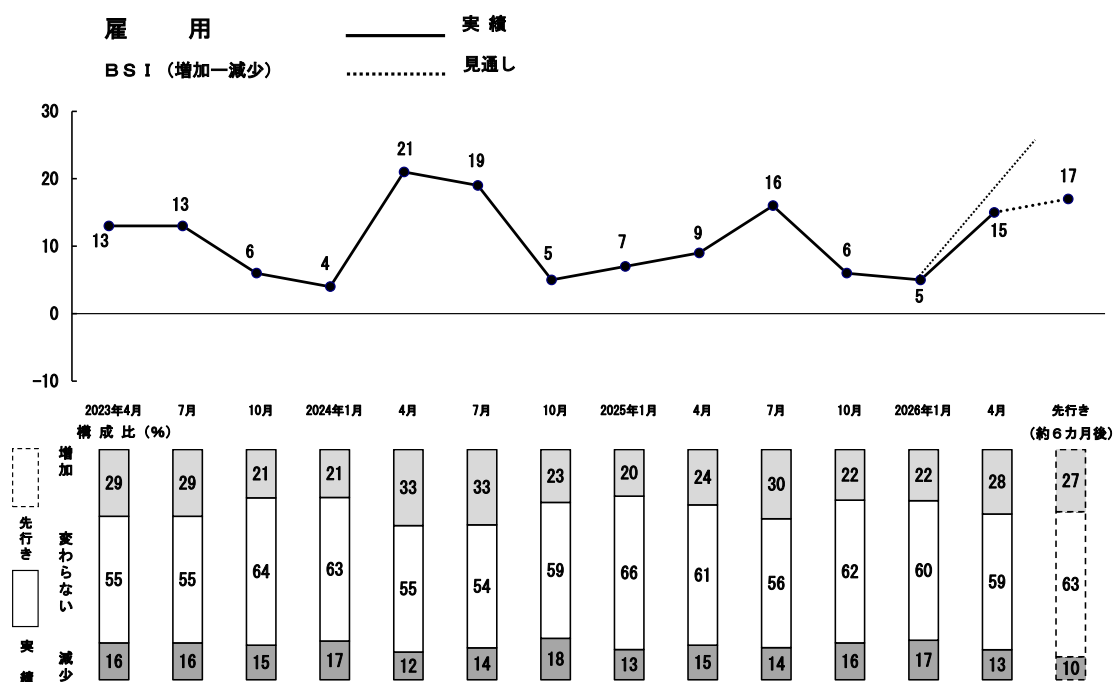 雇 用
実 績
BSI(増加ー減少)
見通し
30
20
10
0
-10
13
13
6
4
21
19
5
7
9
16
6
5
15
17
2023年4月 7月 10月 2024年1月 4月 7月 10月 2025年1月 4月 7月 10月 2026年1月 4月 先行き
(約6カ月後)
構 成 比(%)
増加
変わらない
減少
先行き
実績
29 29 21 21 33 33 23 20 24 30 22 22 28 27
55 55 64 63 55 54 59 66 61 56 62 60 59 63
16 16 15 17 12 14 18 13 15 14 16 17 13 10